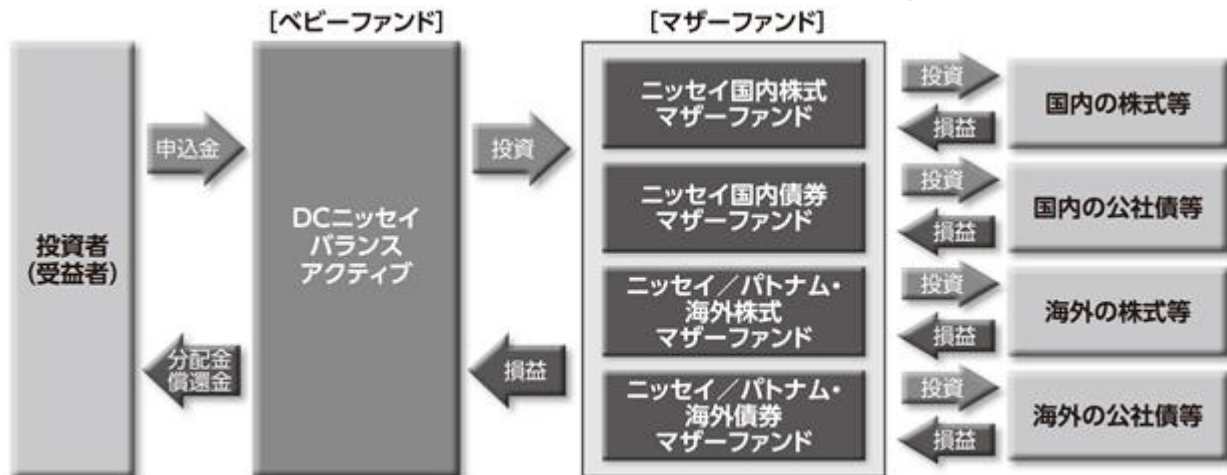 [ベビーファンド]
[マザーファンド]
投資者
(受益者)
申込金
分配金
償還金
DCニッセイ
バランス
アクティブ
投資
損益
ニッセイ国内株式
マザーファンド
投資
損益
国内の株式等
ニッセイ国内債券
マザーファンド
投資
損益
国内の公社債等
ニッセイ／パトナム・
海外株式
マザーファンド
投資
損益
海外の株式等
ニッセイ／パトナム・
海外債券
マザーファンド
投資
損益
海外の公社債等